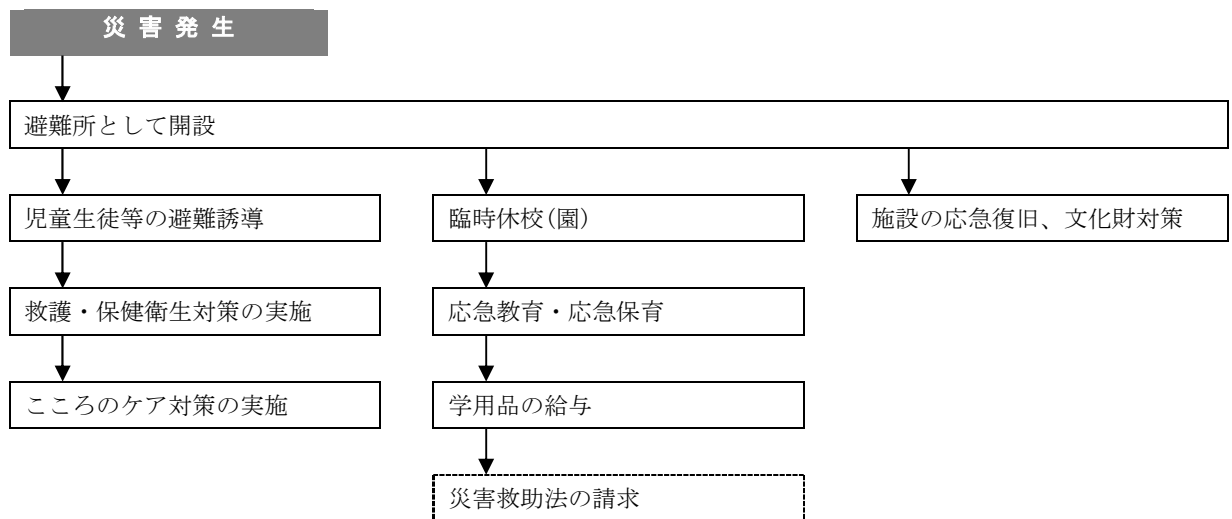 災 害 発 生
避難所として開設
児童生徒等の避難誘導
臨時休校(園)
施設の応急復旧、文化財対策
救護・保健衛生対策の実施
応急教育・応急保育
こころのケア対策の実施
学用品の給与
災害救助法の請求